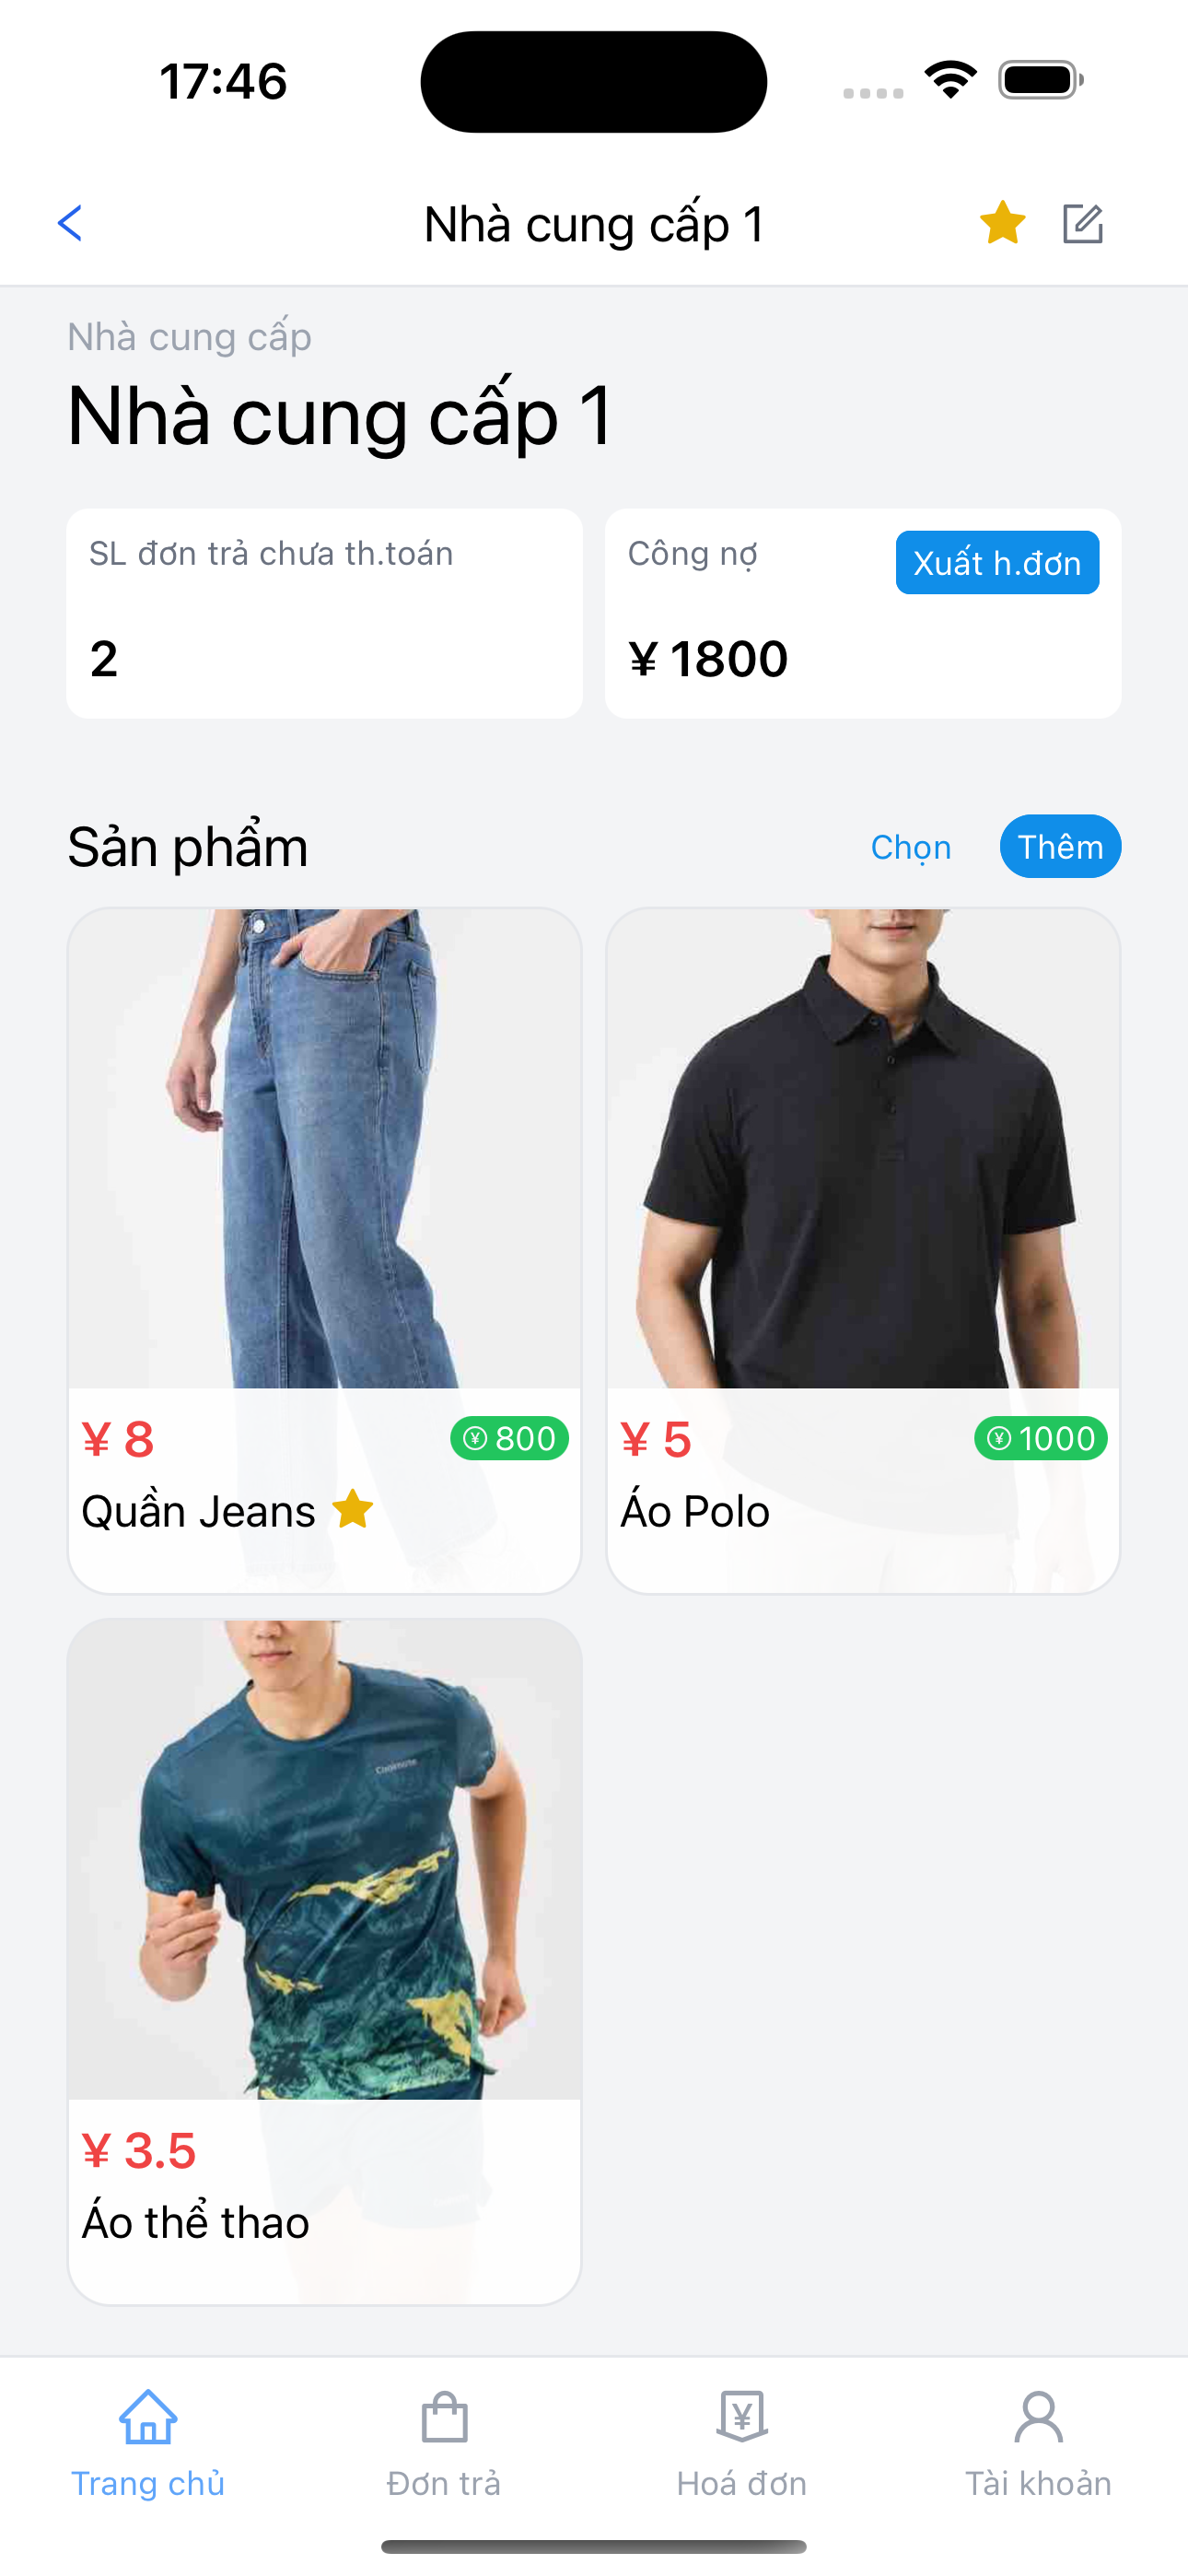 17:46
Nhà cung cấp 1
Nhà cung cấp
Nhà cung cấp 1
SL đơn trả chưa th.toán
2
Công nợ
Xuất h.đơn
¥ 1800
Sản phẩm
Chọn
Thêm
¥ 8
¥ 800
Quần Jeans
¥ 5
¥ 1000
Áo Polo
Coolmate
¥ 3.5
Áo thể thao
¥
Trang chủ
Đơn trả
Hoá đơn
Tài khoản